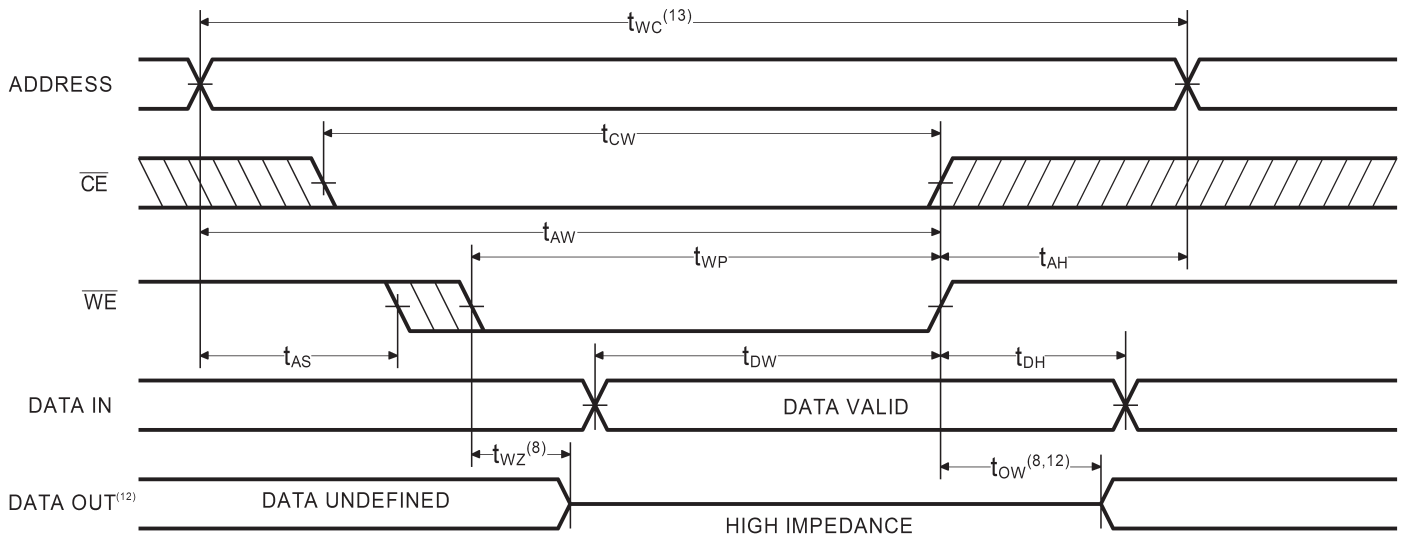 tWC(13)
ADDRESS
tCW
CE
tAW
tWP
tAH
WE
tAS
tDW
tDH
DATA IN
DATA VALID
tWZ(8)
tOW(8,12)
DATA OUT(12)
DATA UNDEFINED
HIGH IMPEDANCE